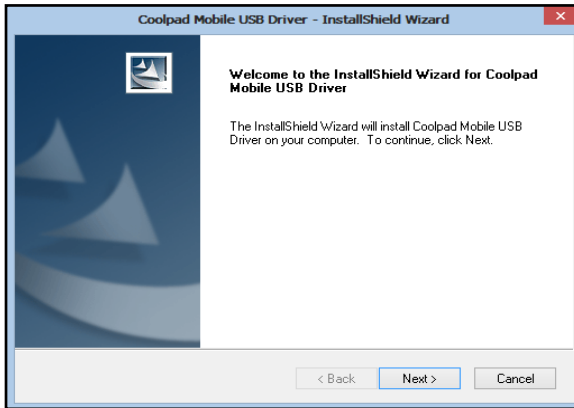 Coolpad Mobile USB Driver - InstallShield Wizard
Welcome to the InstallShield Wizard for Coolpad
Mobile USB Driver
The InstallShield Wizard will install Coolpad Mobile USB
Driver on your computer. To continue, click Next.
< Back Next > Cancel